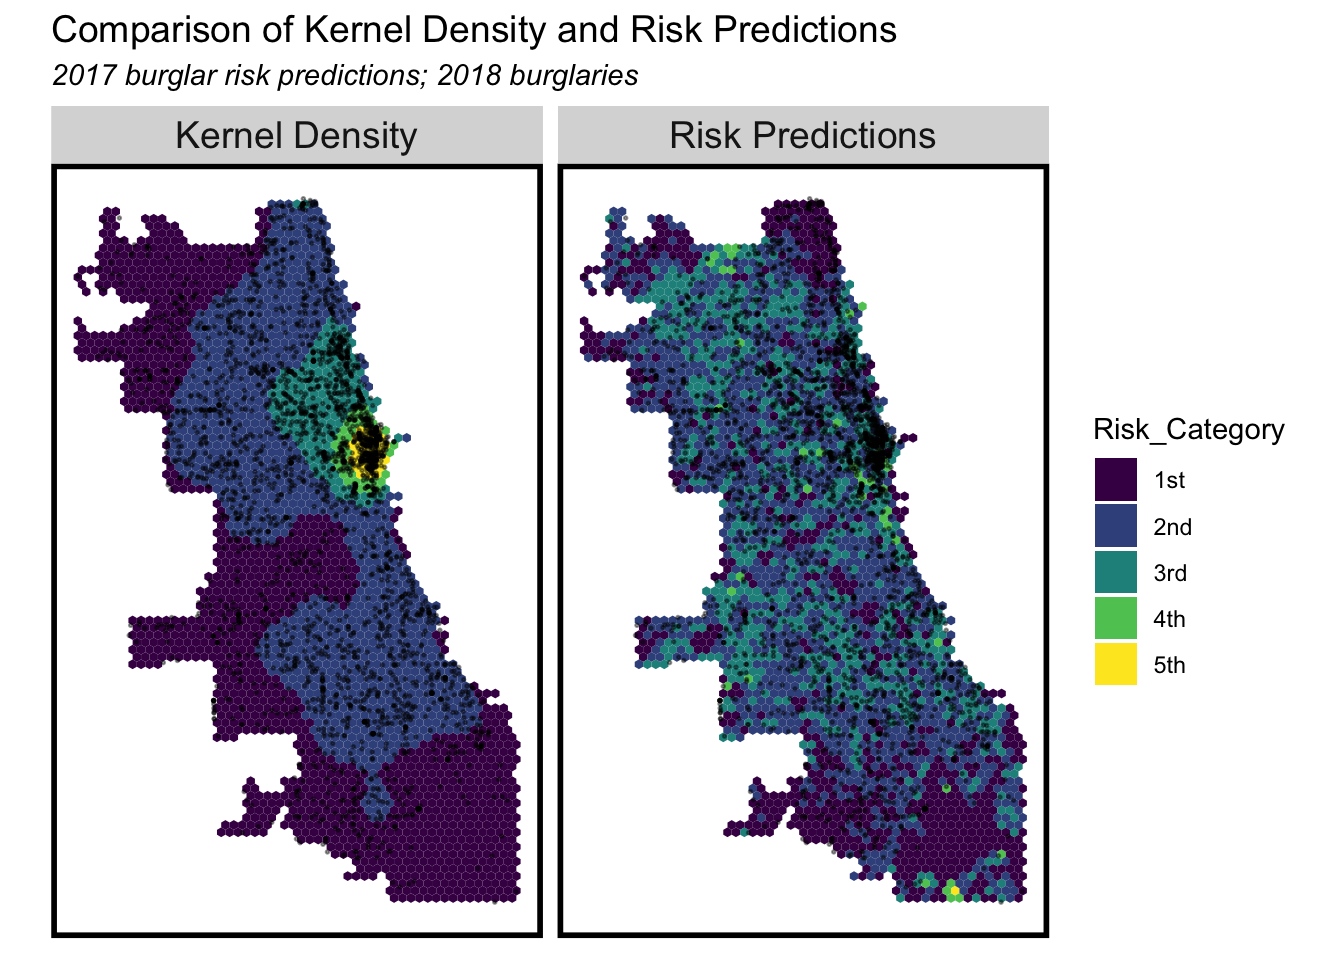 Comparison of Kernel Density and Risk Predictions
2017 burglar risk predictions; 2018 burglaries
Kernel Density
Risk Predictions
Risk_Category
1st
2nd
3rd
4th
5th